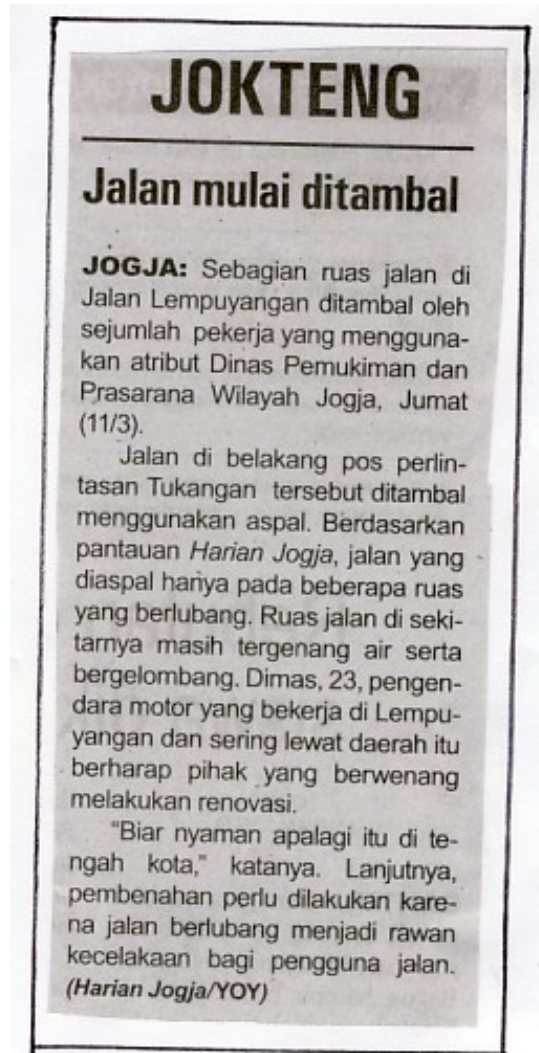 JOKTENG
Jalan mulai ditambal
JOGJA: Sebagian ruas jalan di
Jalan Lempuyangan ditambal oleh
sejumlah pekerja yang mengguna-
kan atribut Dinas Pemukiman dan
Prasarana Wilayah Jogja, Jumat
(11/3).
Jalan di belakang pos perlin-
tasan Tukangan tersebut ditambal
menggunakan aspal. Berdasarkan
pantauan Harian Jogja, jalan yang
diaspal hanya pada beberapa ruas
yang berlubang. Ruas jalan di seki-
tarnya masih tergenang air serta
bergelombang. Dimas, 23, pengen-
dara motor yang bekerja di Lempu-
yangan dan sering lewat daerah itu
berharap pihak yang berwenang
melakukan renovasi.
"Biar nyaman apalagi itu di te-
ngah kota," katanya. Lanjutnya,
pembenahan perlu dilakukan kare-
na jalan berlubang menjadi rawan
kecelakaan bagi pengguna jalan.
(Harian Jogja/YOY)